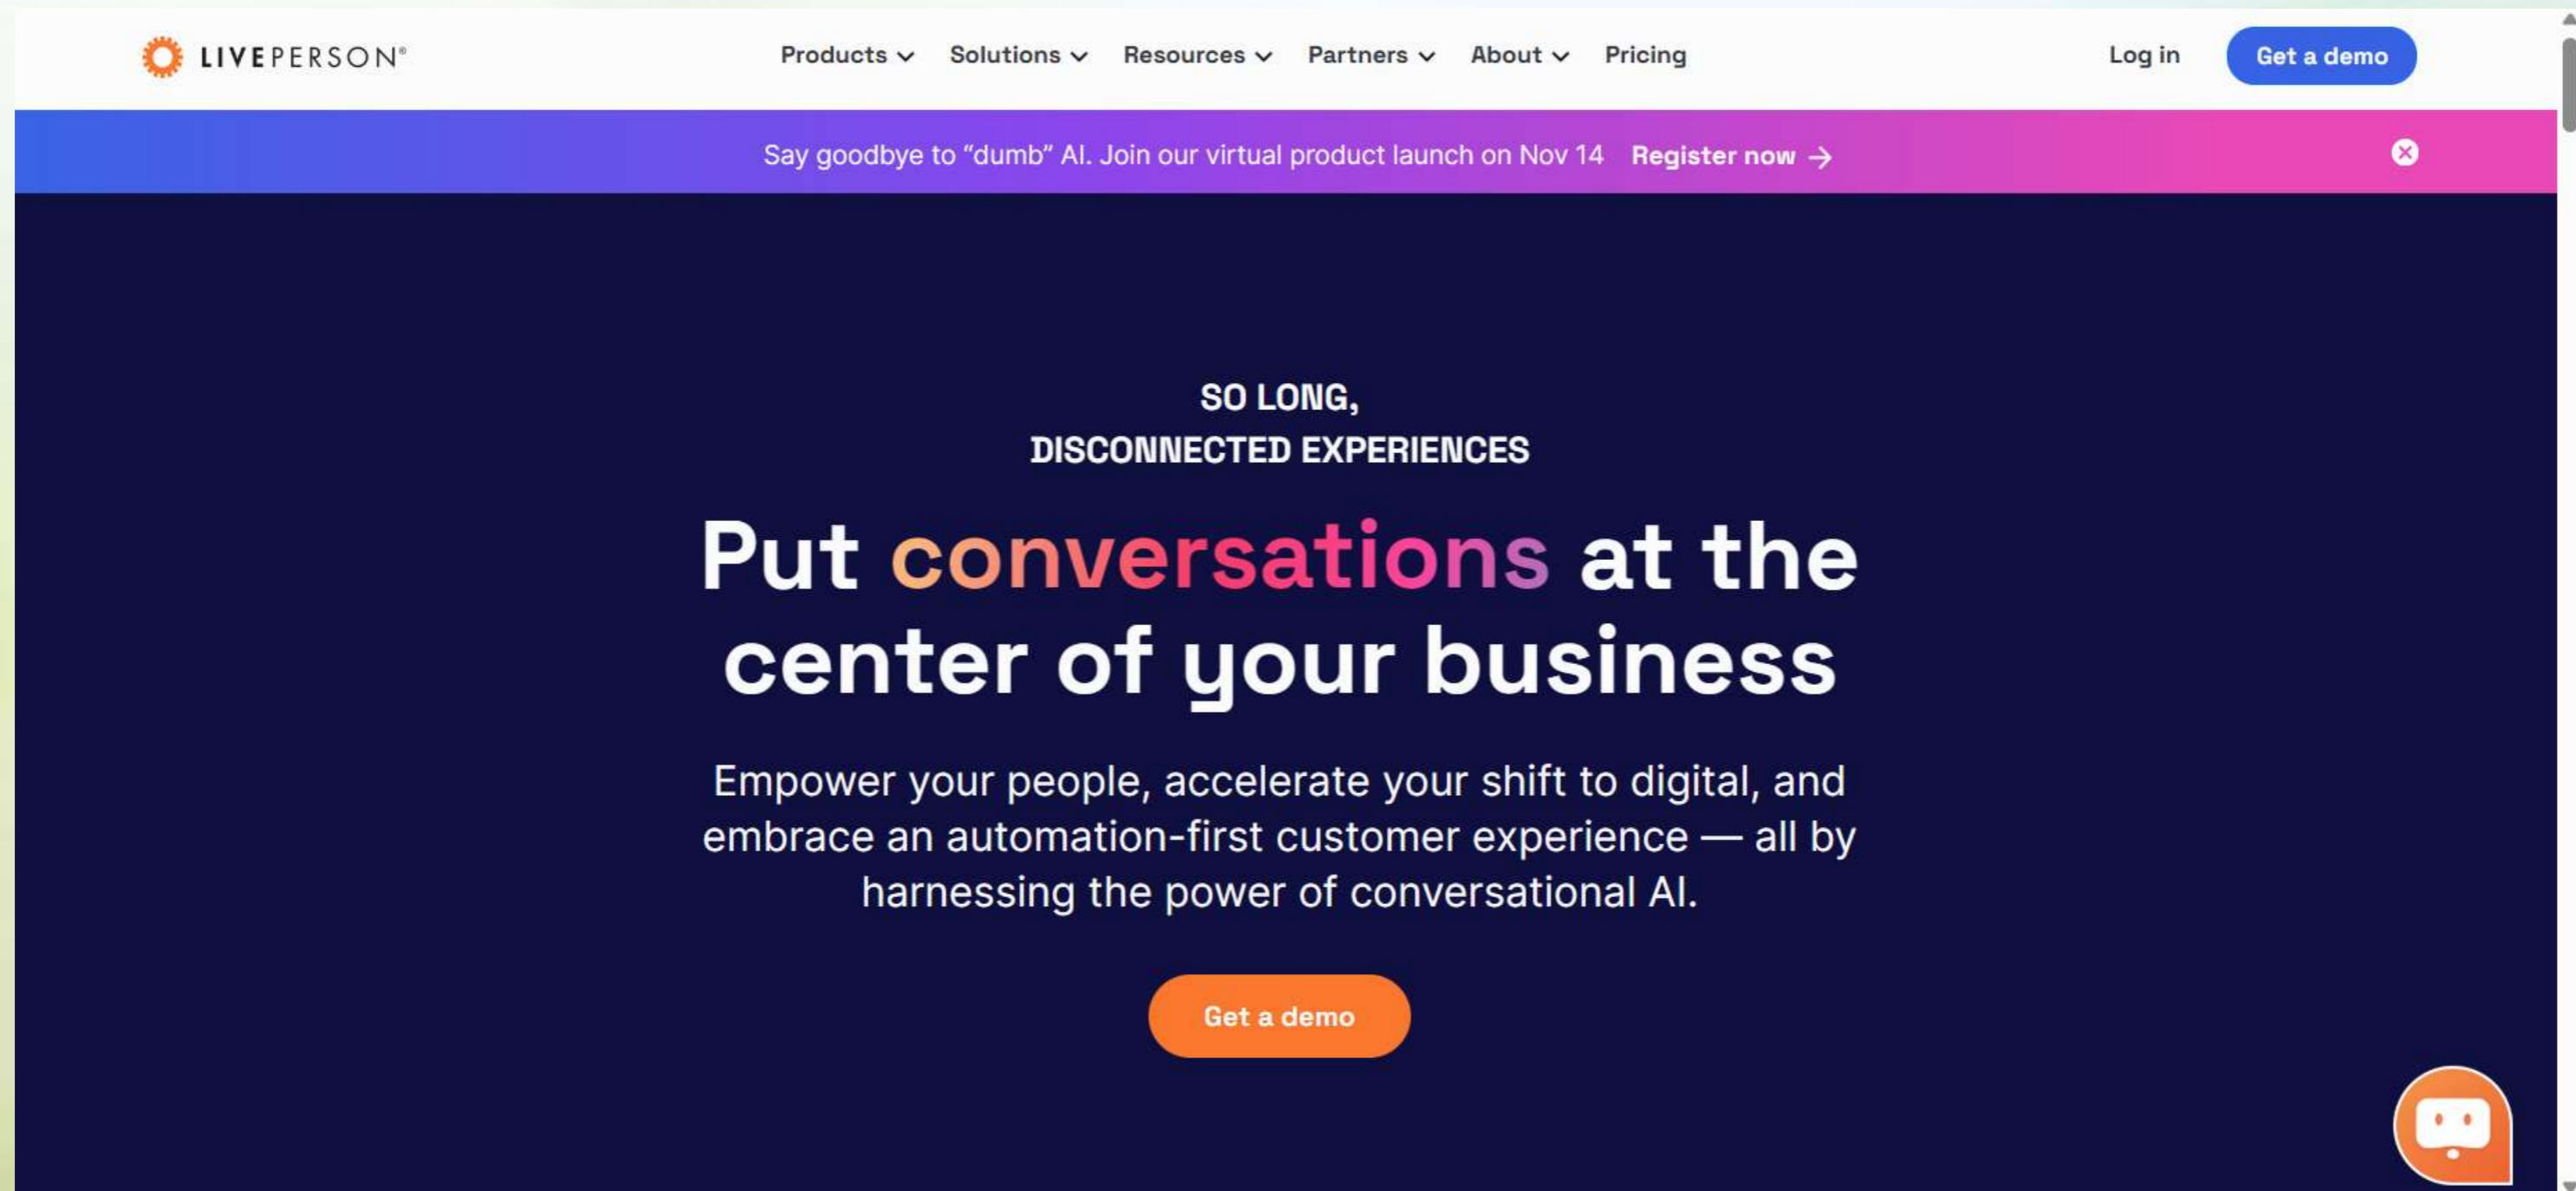 LIVEPERSON®
Products Solutions Resources Partners About Pricing
Log in Get a demo
Say goodbye to “dumb” AI. Join our virtual product launch on Nov 14 Register now →
SO LONG,
DISCONNECTED EXPERIENCES
Put conversations at the
center of your business
Empower your people, accelerate your shift to digital, and
embrace an automation-first customer experience — all by
harnessing the power of conversational AI.
Get a demo